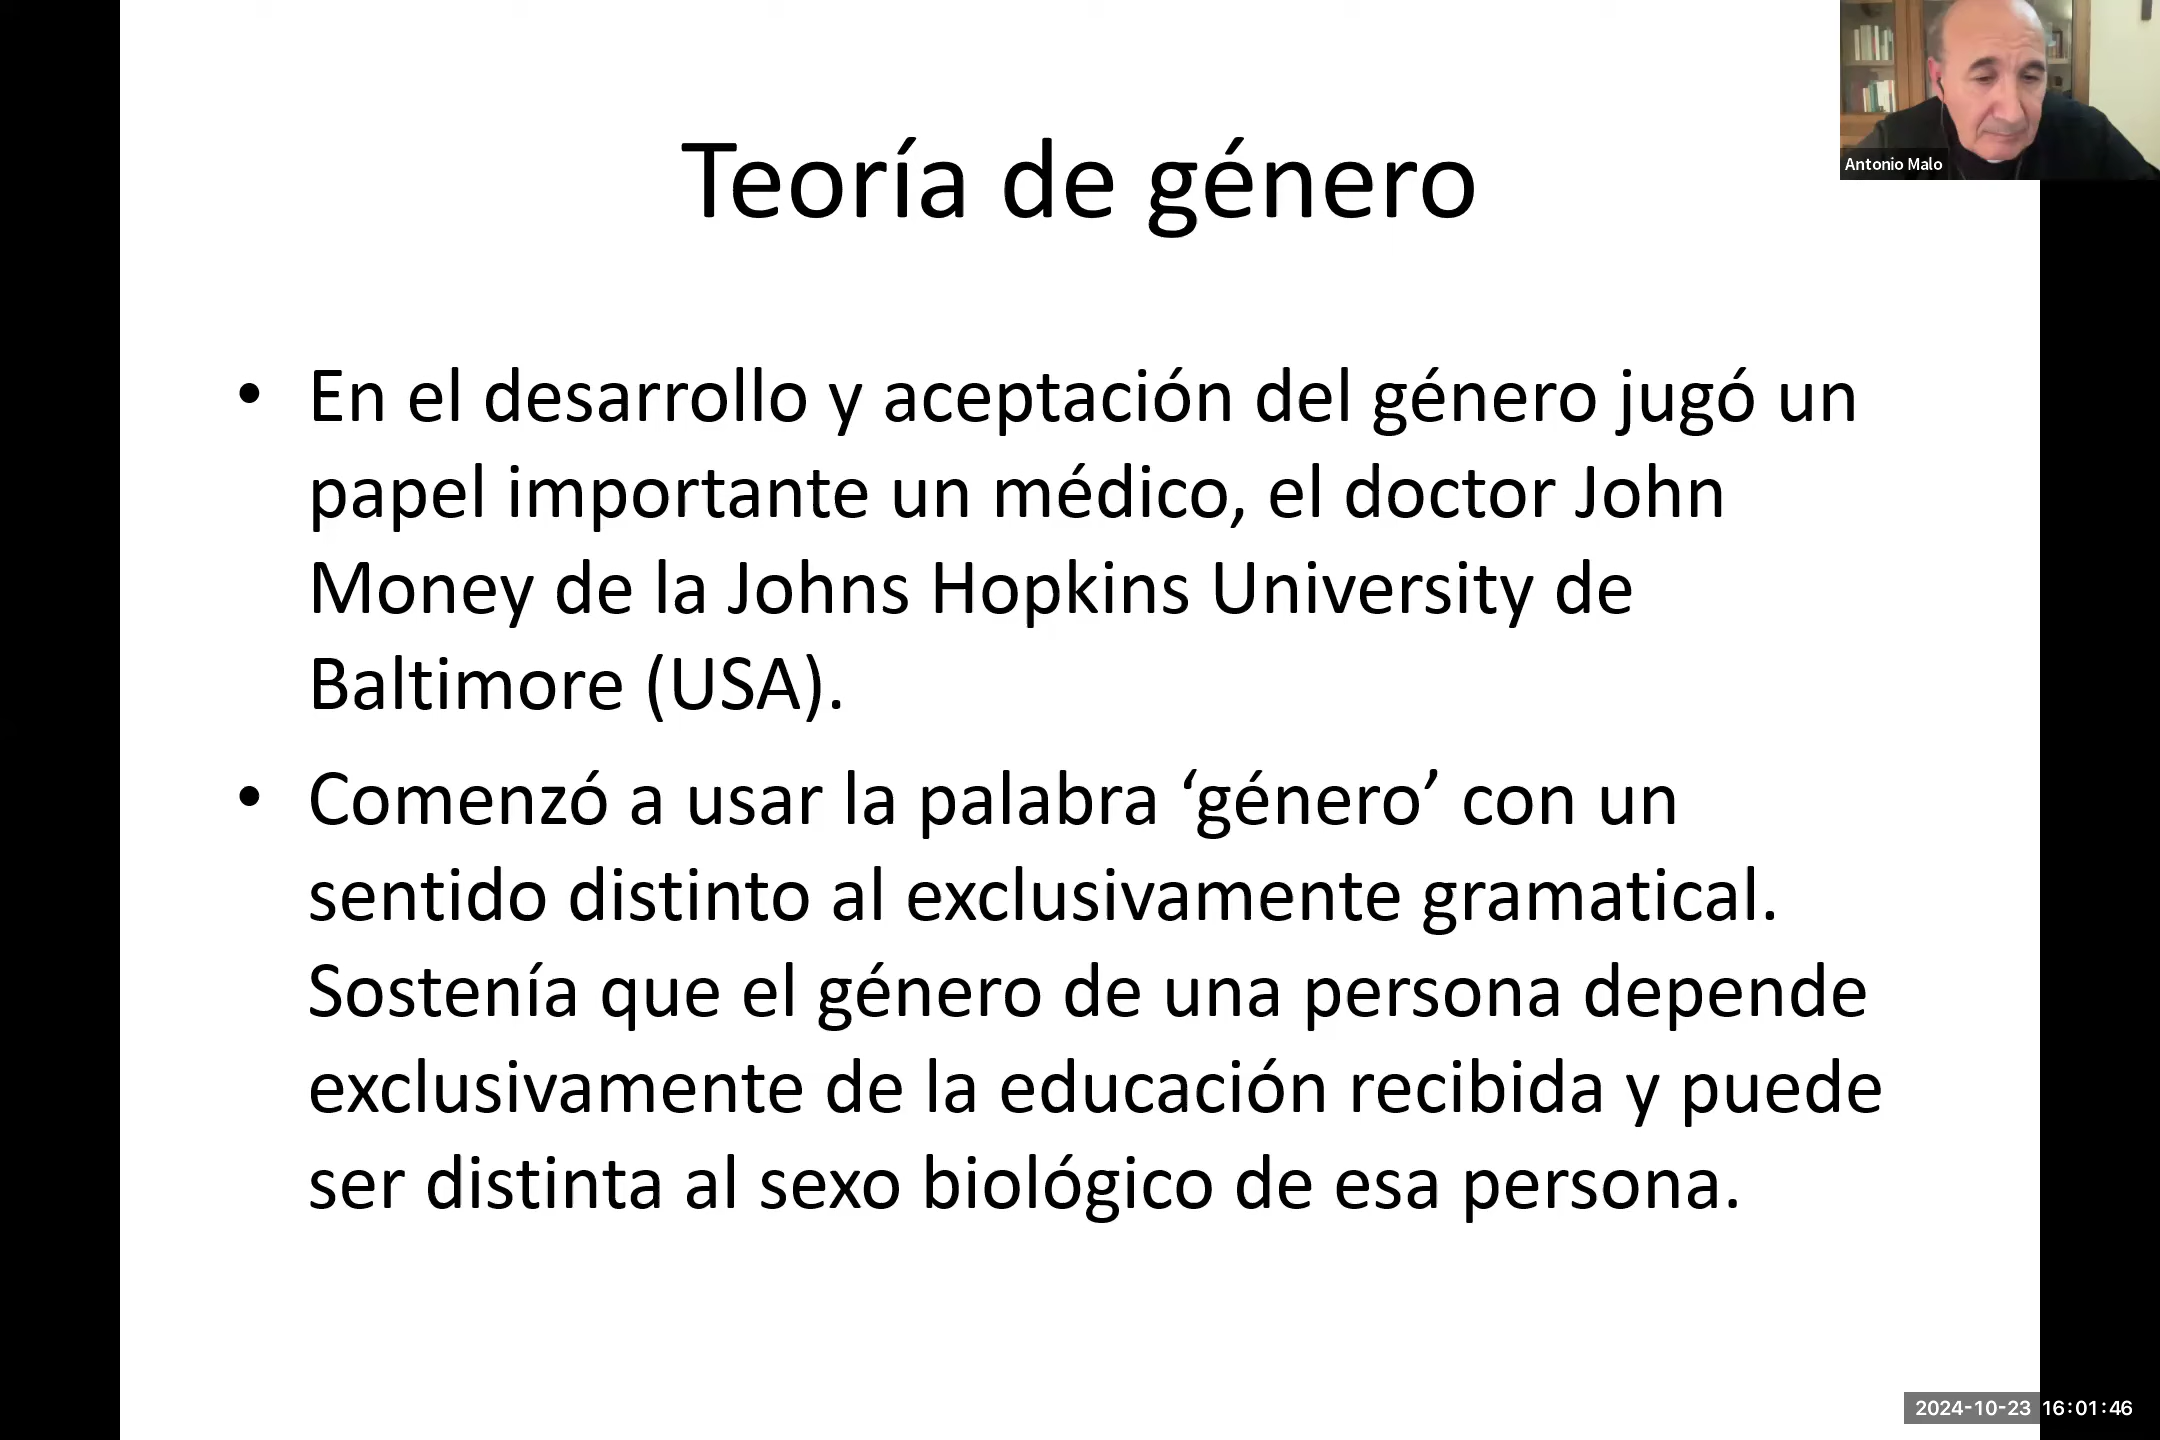 Antonio Malo
Teoría de género
• En el desarrollo y aceptación del género jugó un
papel importante un médico, el doctor John
Money de la Johns Hopkins University de
Baltimore (USA).
• Comenzó a usar la palabra ‘género’ con un
sentido distinto al exclusivamente gramatical.
Sostenía que el género de una persona depende
exclusivamente de la educación recibida y puede
ser distinta al sexo biológico de esa persona.
2024-10-23 16:01:46